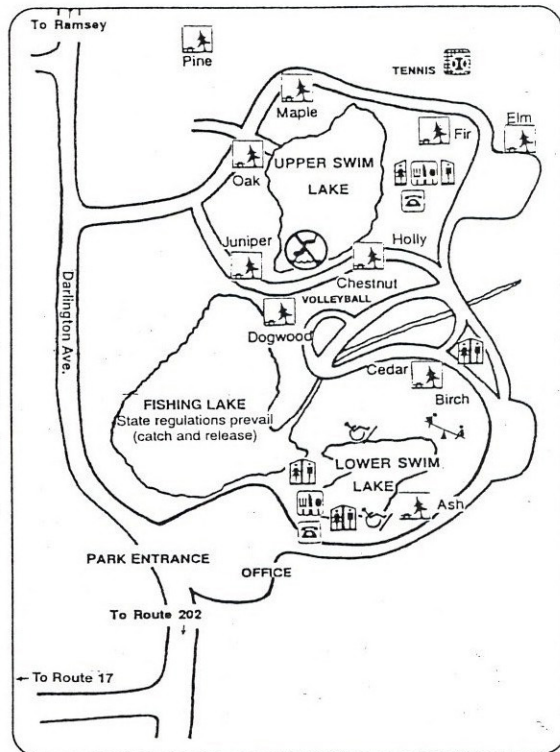 To Ramsey
Pine
TENNIS
Maple
Elm
Fir
Oak
UPPER SWIM
LAKE
Juniper
Holly
Chestnut
VOLLEYBALL
Dogwood
Darlington Ave.
Cedar
Birch
FISHING LAKE
State regulations prevail
(catch and release)
LOWER SWIM
LAKE
Ash
PARK ENTRANCE
OFFICE
To Route 202
↓
← To Route 17